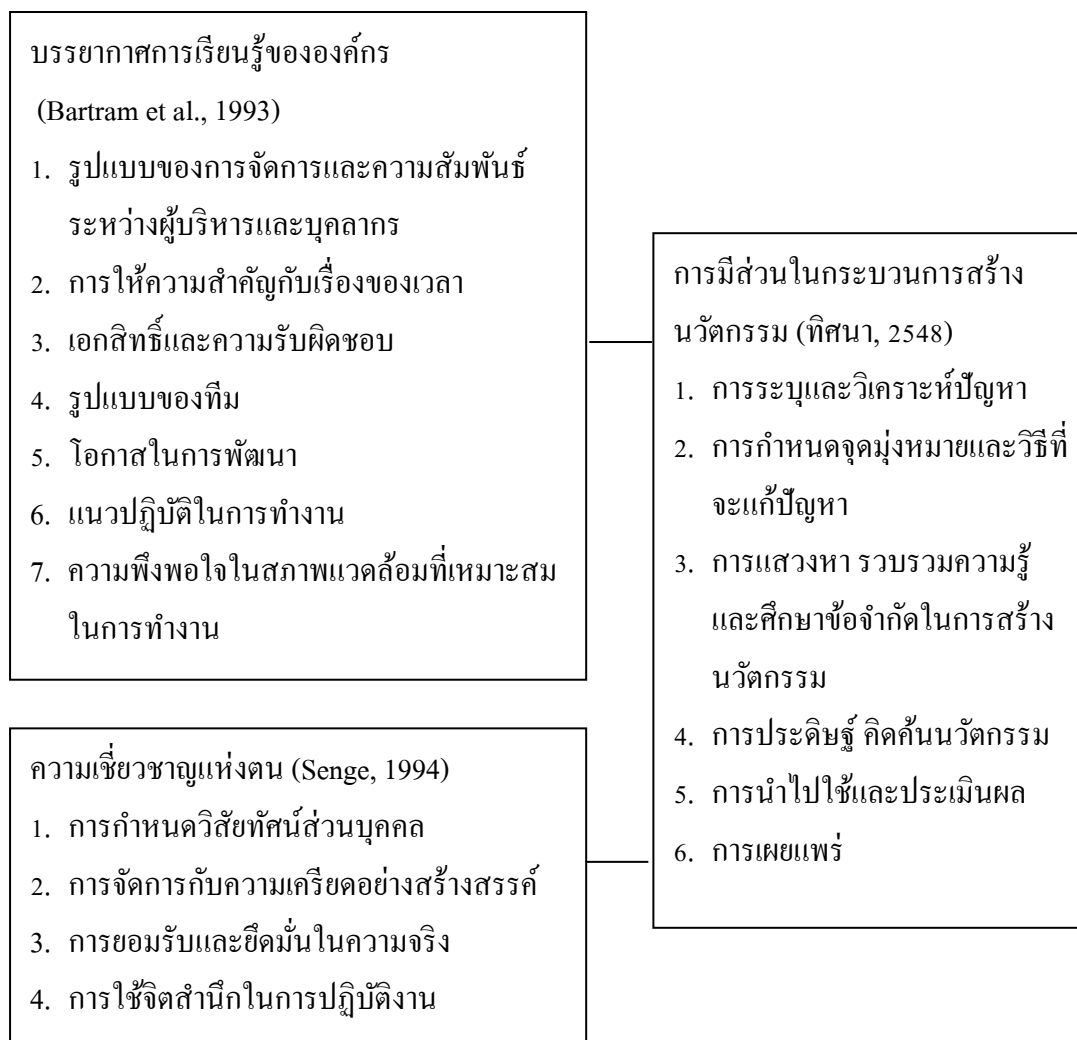 บรรยากาศการเรียนรู้ขององค์กร
(Bartram et al., 1993)
1. รูปแบบของการจัดการและความสัมพันธ์
ระหว่างผู้บริหารและบุคลากร
2. การให้ความสำคัญกับเรื่องของเวลา
3. เอกสิทธิ์และความรับผิดชอบ
4. รูปแบบของทีม
5. โอกาสในการพัฒนา
6. แนวปฏิบัติในการทำงาน
7. ความพึงพอใจในสภาพแวดล้อมที่เหมาะสม
ในการทำงาน
ความเชี่ยวชาญแห่งตน (Senge, 1994)
1. การกำหนดวิสัยทัศน์ส่วนบุคคล
2. การจัดการกับความเครียดอย่างสร้างสรรค์
3. การยอมรับและยึดมั่นในความจริง
4. การใช้จิตสำนึกในการปฏิบัติงาน
การมีส่วนในกระบวนการสร้าง
นวัตกรรม (ทิศนา, 2548)
1. การระบุและวิเคราะห์ปัญหา
2. การกำหนดจุดมุ่งหมายและวิธีที่
จะแก้ปัญหา
3. การแสวงหา รวบรวมความรู้
และศึกษาข้อจำกัดในการสร้าง
นวัตกรรม
4. การประดิษฐ์ คิดค้นนวัตกรรม
5. การนำไปใช้และประเมินผล
6. การเผยแพร่